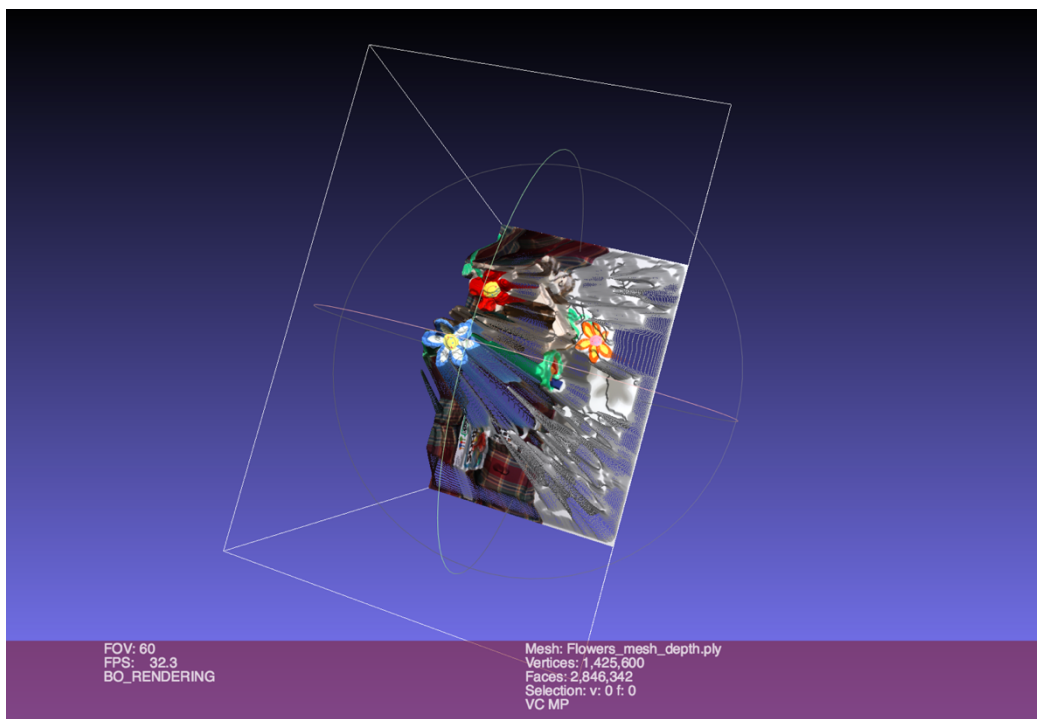 FOV: 60
FPS: 32.3
BO_RENDERING
Mesh: Flowers_mesh_depth.ply
Vertices: 1,425,600
Faces: 2,846,342
Selection: v: 0 f: 0
VC MP